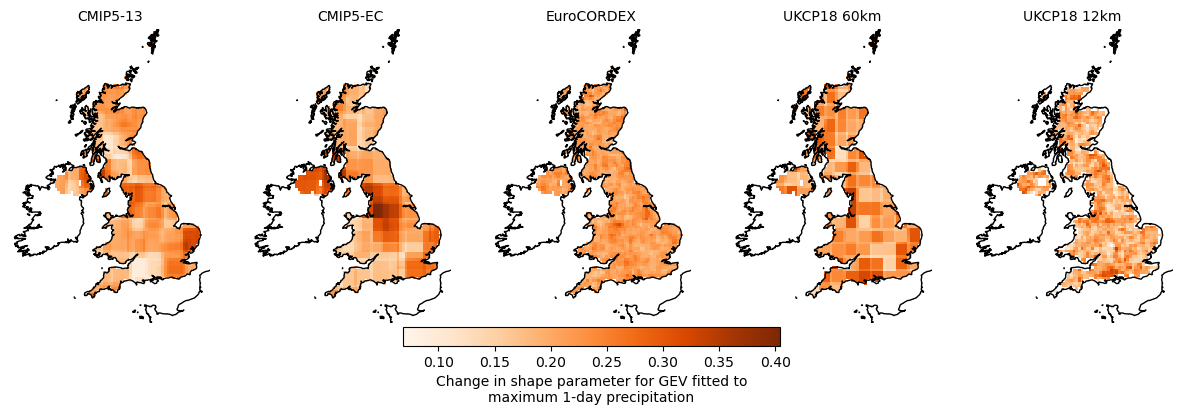 CMIP5-13
CMIP5-EC
EuroCORDEX
UKCP18 60km
UKCP18 12km
0.10
0.15
0.20
0.25
0.30
0.35
0.40
Change in shape parameter for GEV fitted to
maximum 1-day precipitation